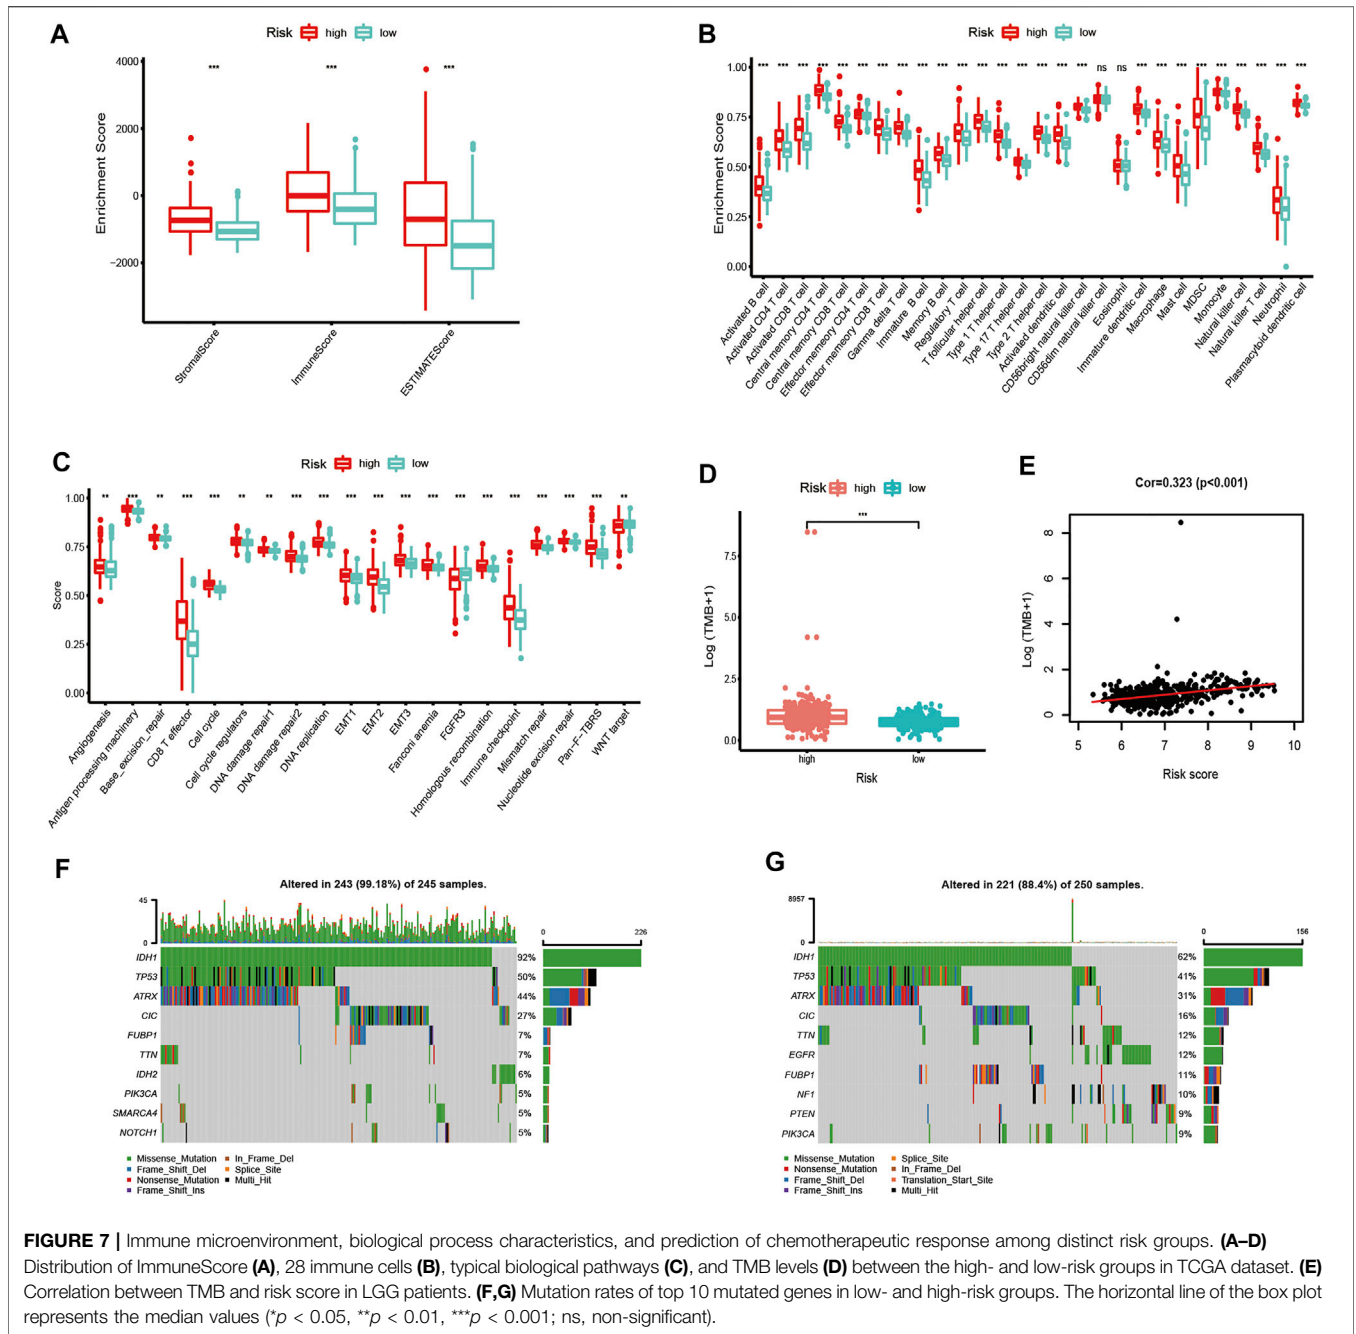 A
Risk high low
Enrichment Score
4000
2000
0
−2000
*** *** ***
StromalScore
ImmuneScore
ESTIMATEScore
B
Risk high low
Enrichment Score
1.00
0.75
0.50
0.25
0.00
*** *** *** *** *** *** *** *** *** *** *** *** *** *** *** *** *** ns ns *** *** *** *** *** *** *** *** ***
Activated B cell
Activated CD4 T cell
Activated CD8 T cell
Central memory CD4 T cell
Central memory CD8 T cell
Effector memory CD4 T cell
Effector memory CD8 T cell
Gamma delta T cell
Immature B cell
Memory B cell
Regulatory T cell
T follicular helper cell
Type 1 T helper cell
Type 17 T helper cell
Type 2 T helper cell
Activated dendritic cell
CD56bright natural killer cell
CD56dim natural killer cell
Eosinophil
Immature dendritic cell
Macrophage
Mast cell
MDSC
Monocyte
Natural killer cell
Natural killer T cell
Neutrophil
Plasmacytoid dendritic cell
C
Risk high low
Score
1.00
0.75
0.50
0.25
0.00
** *** ** *** *** ** ** *** *** *** *** *** *** *** *** *** *** *** *** **
Angiogenesis
Antigen processing machinery
Base_excision_repair
CD8 T effector
Cell cycle
Cell cycle regulators
DNA damage repair1
DNA damage repair2
DNA replication
EMT1
EMT2
EMT3
Fanconi anemia
FGFR3
Homologous recombination
Immune checkpoint
Mismatch repair
Nucleotide excision repair
Pan−F−TBRS
WNT target
D
Risk high low
Log (TMB+1)
7.5
5.0
2.5
0.0
***
high low
Risk
E
Cor=0.323 (p<0.001)
Log (TMB+1)
8
6
4
2
0
5 6 7 8 9 10
Risk score
F
Altered in 243 (99.18%) of 245 samples.
45
0
0 226
IDH1 92%
TP53 50%
ATRX 44%
CIC 27%
FUBP1 7%
TTN 7%
IDH2 6%
PIK3CA 5%
SMARCA4 5%
NOTCH1 5%
Missense_Mutation In_Frame_Del
Frame_Shift_Del Splice_Site
Nonsense_Mutation Multi_Hit
Frame_Shift_Ins
G
Altered in 221 (88.4%) of 250 samples.
8957
0
0 156
IDH1 62%
TP53 41%
ATRX 31%
CIC 16%
TTN 12%
EGFR 12%
FUBP1 11%
NF1 10%
PTEN 9%
PIK3CA 9%
Missense_Mutation Splice_Site
Nonsense_Mutation In_Frame_Del
Frame_Shift_Del Translation_Start_Site
Frame_Shift_Ins Multi_Hit
FIGURE 7 | Immune microenvironment, biological process characteristics, and prediction of chemotherapeutic response among distinct risk groups. (A–D)
Distribution of ImmuneScore (A), 28 immune cells (B), typical biological pathways (C), and TMB levels (D) between the high- and low-risk groups in TCGA dataset. (E)
Correlation between TMB and risk score in LGG patients. (F,G) Mutation rates of top 10 mutated genes in low- and high-risk groups. The horizontal line of the box plot
represents the median values (*p < 0.05, **p < 0.01, ***p < 0.001; ns, non-significant).